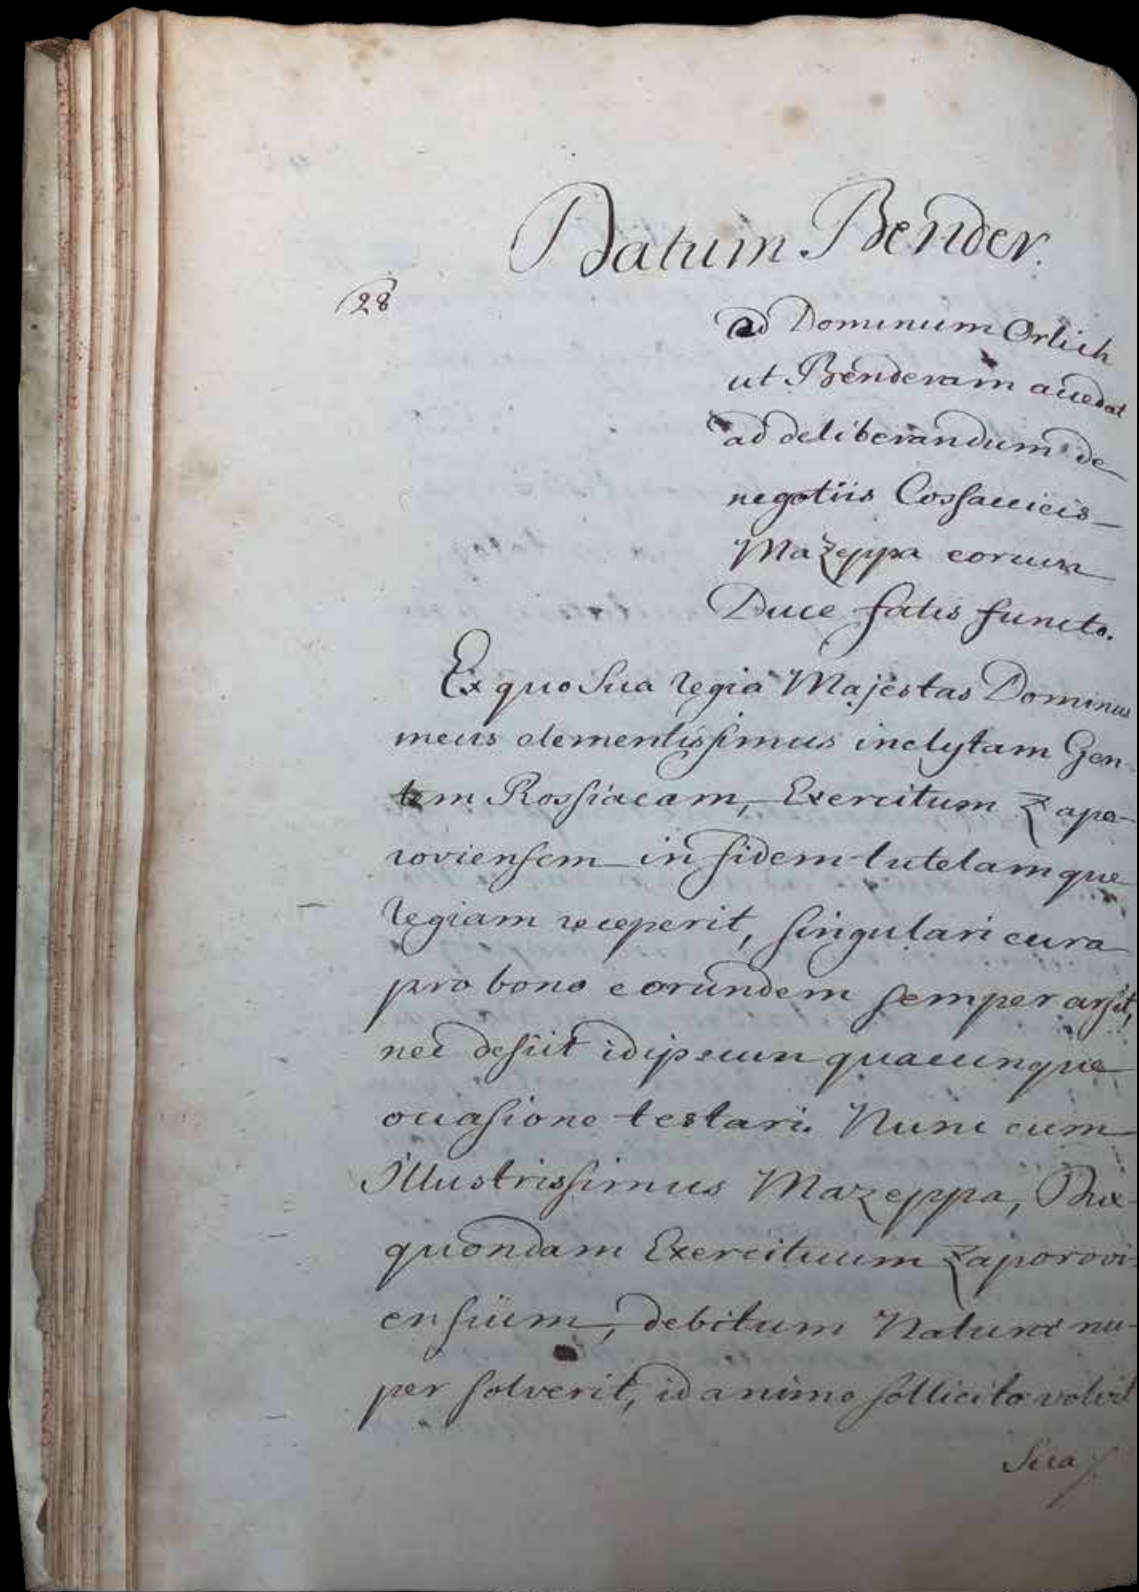 Datum Bender.
28
ad Dominum Orlich
ut Benderam accedat
ad deliberandum de
negotiis Cossaccicis
Mazeppa eorum
Duce fatis functo.
Ex quo Sua regia Majestas Dominus
meus clementissimus inclytam Gen-
tem Rossiacam, Exercitum Zapo-
roviensem in fidem tutelamque
regiam receperit, singulari cura
pro bono eorundem semper arsit,
nec desiit idipsum quacunque
occasione testari. Nunc cum
Illustrissimus Mazeppa, Dux
quondam Exercituum Zaporovi-
ensium, debitum Naturæ nu-
per solverit, id animo sollicito volvit
Sua